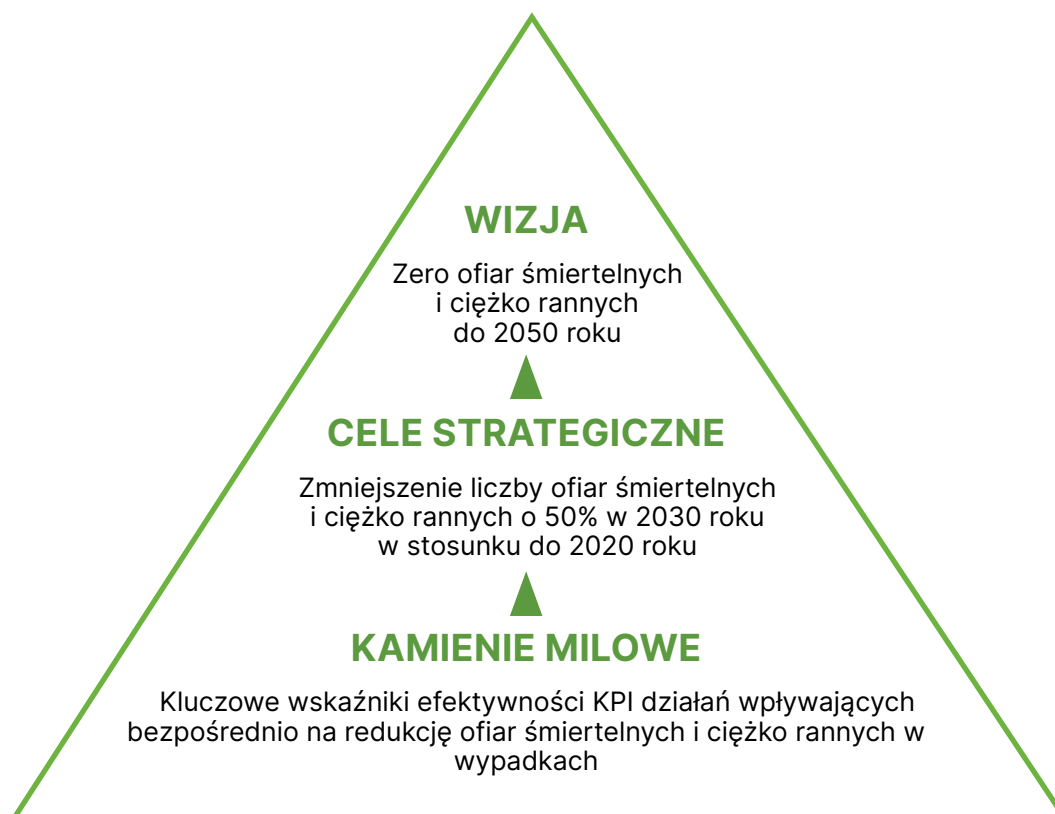 WIZJA
Zero ofiar śmiertelnych
i ciężko rannych
do 2050 roku
CELE STRATEGICZNE
Zmniejszenie liczby ofiar śmiertelnych
i ciężko rannych o 50% w 2030 roku
w stosunku do 2020 roku
KAMIENIE MILOWE
Kluczowe wskaźniki efektywności KPI działań wpływających
bezpośrednio na redukcję ofiar śmiertelnych i ciężko rannych w
wypadkach